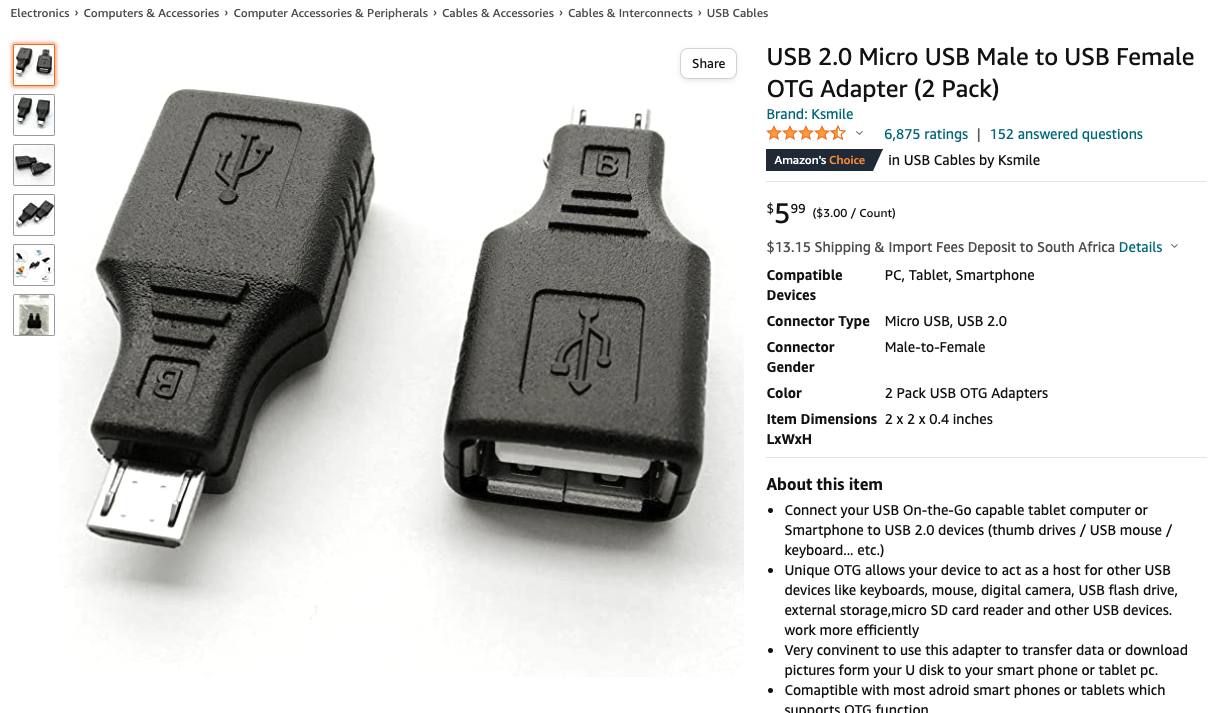 Electronics › Computers & Accessories › Computer Accessories & Peripherals › Cables & Accessories › Cables & Interconnects › USB Cables
Share
B
B
USB 2.0 Micro USB Male to USB Female
OTG Adapter (2 Pack)
Brand: Ksmile
6,875 ratings | 152 answered questions
Amazon's Choice in USB Cables by Ksmile
$5 99 ($3.00 / Count)
$13.15 Shipping & Import Fees Deposit to South Africa Details
Compatible Devices PC, Tablet, Smartphone
Connector Type Micro USB, USB 2.0
Connector Gender Male-to-Female
Color 2 Pack USB OTG Adapters
Item Dimensions LxWxH 2 x 2 x 0.4 inches
About this item
• Connect your USB On-the-Go capable tablet computer or
Smartphone to USB 2.0 devices (thumb drives / USB mouse /
keyboard... etc.)
• Unique OTG allows your device to act as a host for other USB
devices like keyboards, mouse, digital camera, USB flash drive,
external storage,micro SD card reader and other USB devices.
work more efficiently
• Very convinent to use this adapter to transfer data or download
pictures form your U disk to your smart phone or tablet pc.
• Comaptible with most adroid smart phones or tablets which
supports OTG function